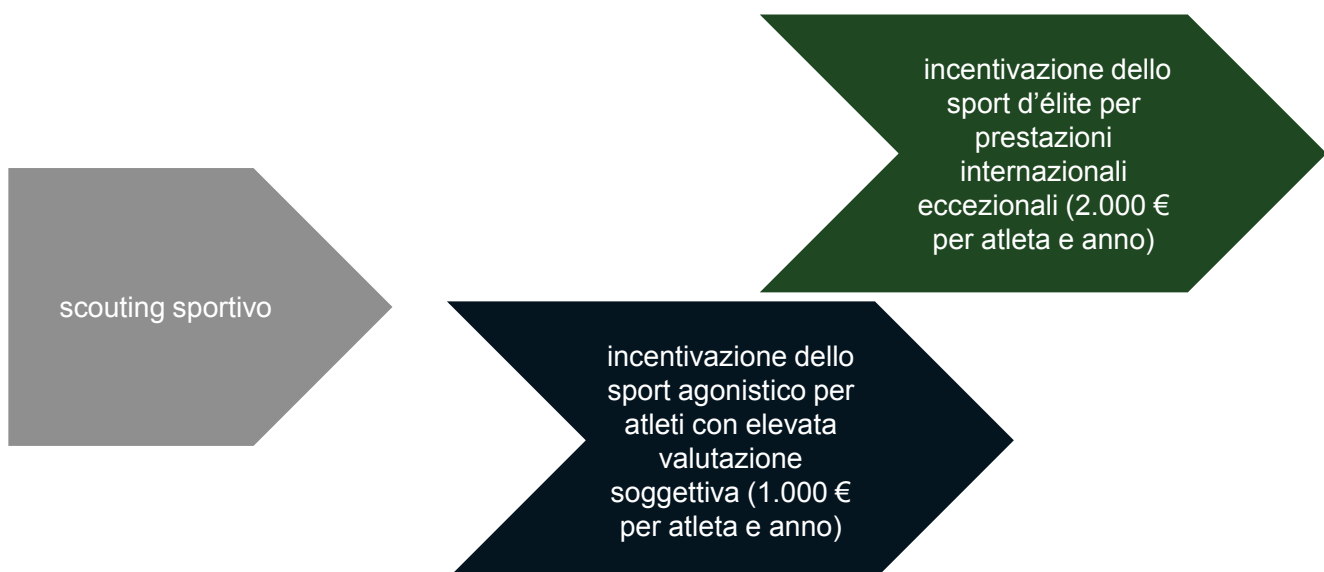 scouting sportivo
incentivazione dello
sport agonistico per
atleti con elevata
valutazione
soggettiva (1.000 €
per atleta e anno)
incentivazione dello
sport d’élite per
prestazioni
internazionali
eccezionali (2.000 €
per atleta e anno)